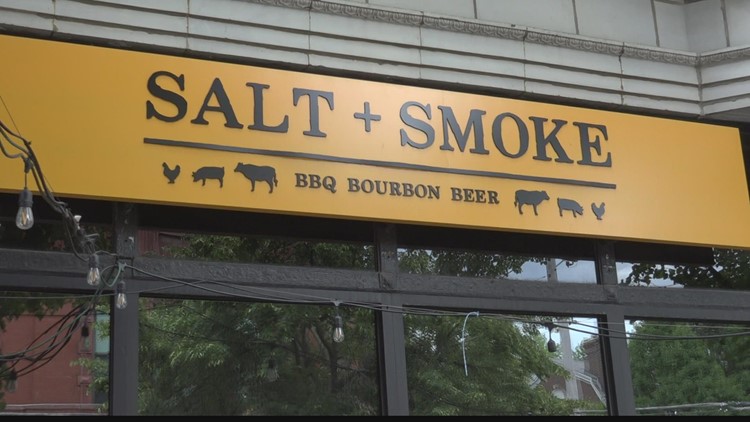 SALT + SMOKE
BBQ BOURBON BEER